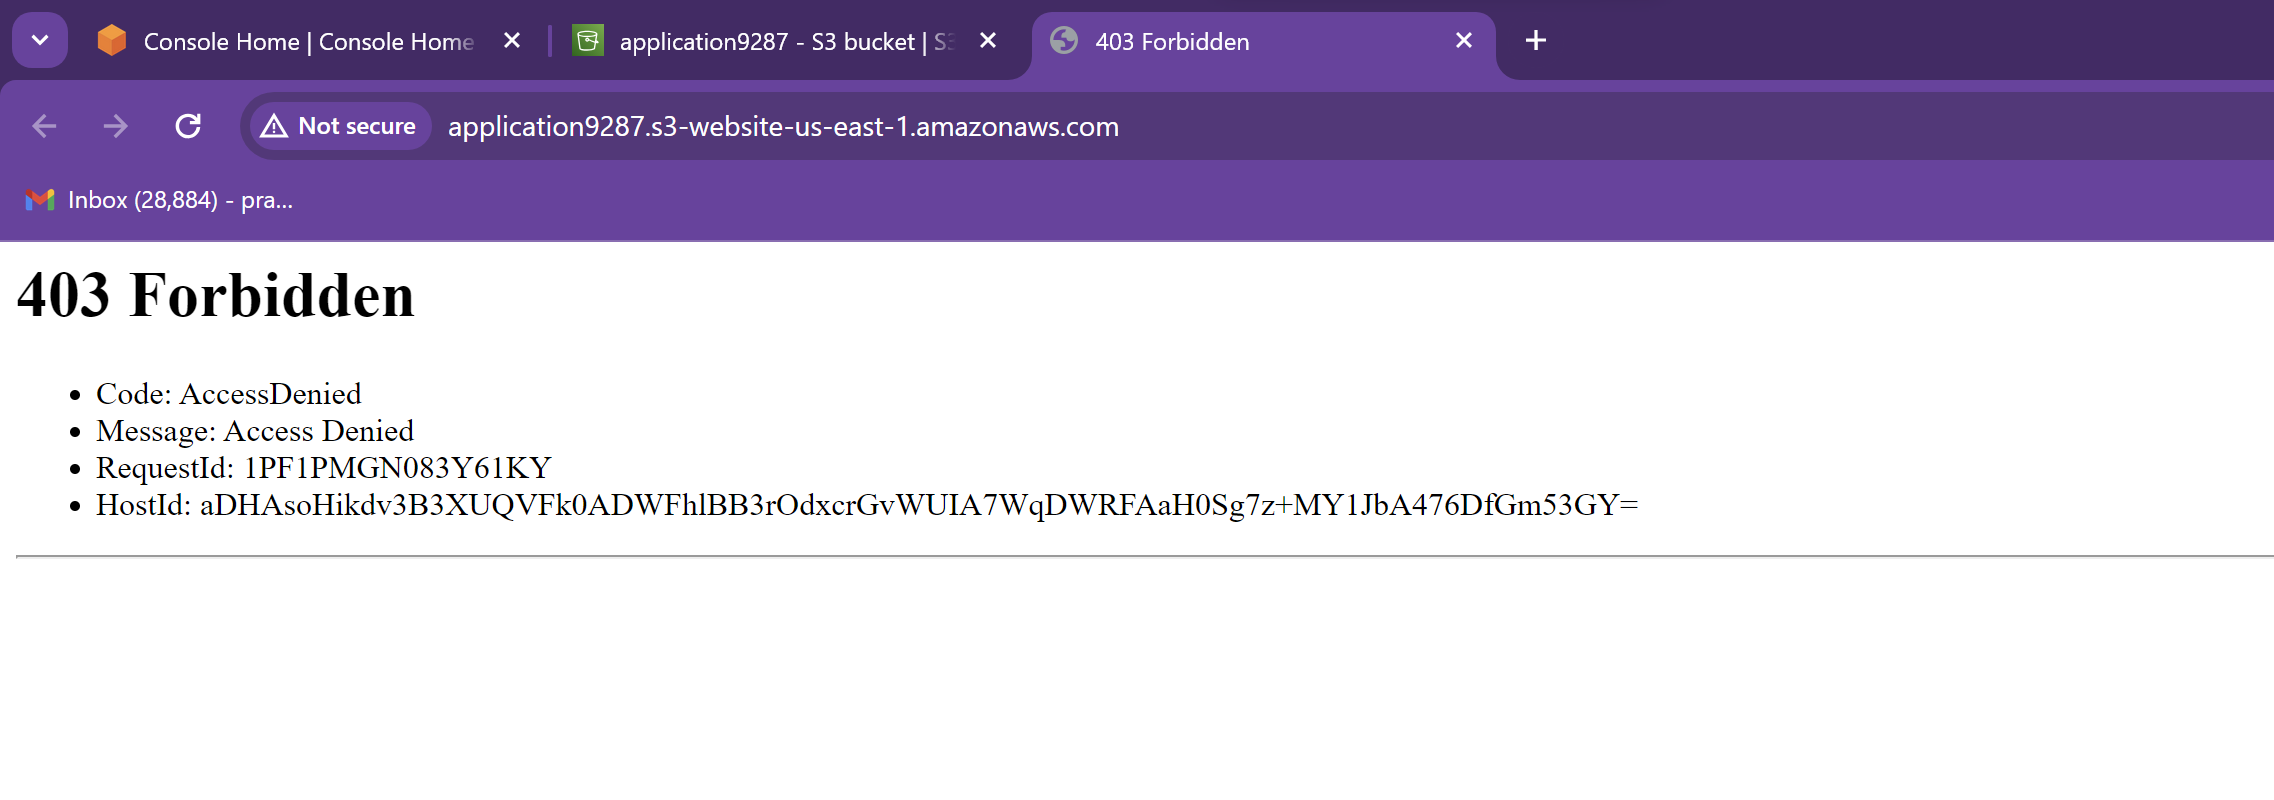 Console Home | Console Home
application9287 - S3 bucket | S3
403 Forbidden
Not secure
application9287.s3-website-us-east-1.amazonaws.com
Inbox (28,884) - pra...
403 Forbidden
• Code: AccessDenied
• Message: Access Denied
• RequestId: 1PF1PMGN083Y61KY
• HostId: aDHAsoHikdv3B3XUQVFk0ADWFhlBB3rOdxcrGvWUIA7WqDWRFAaH0Sg7z+MY1JbA476DfGm53GY=